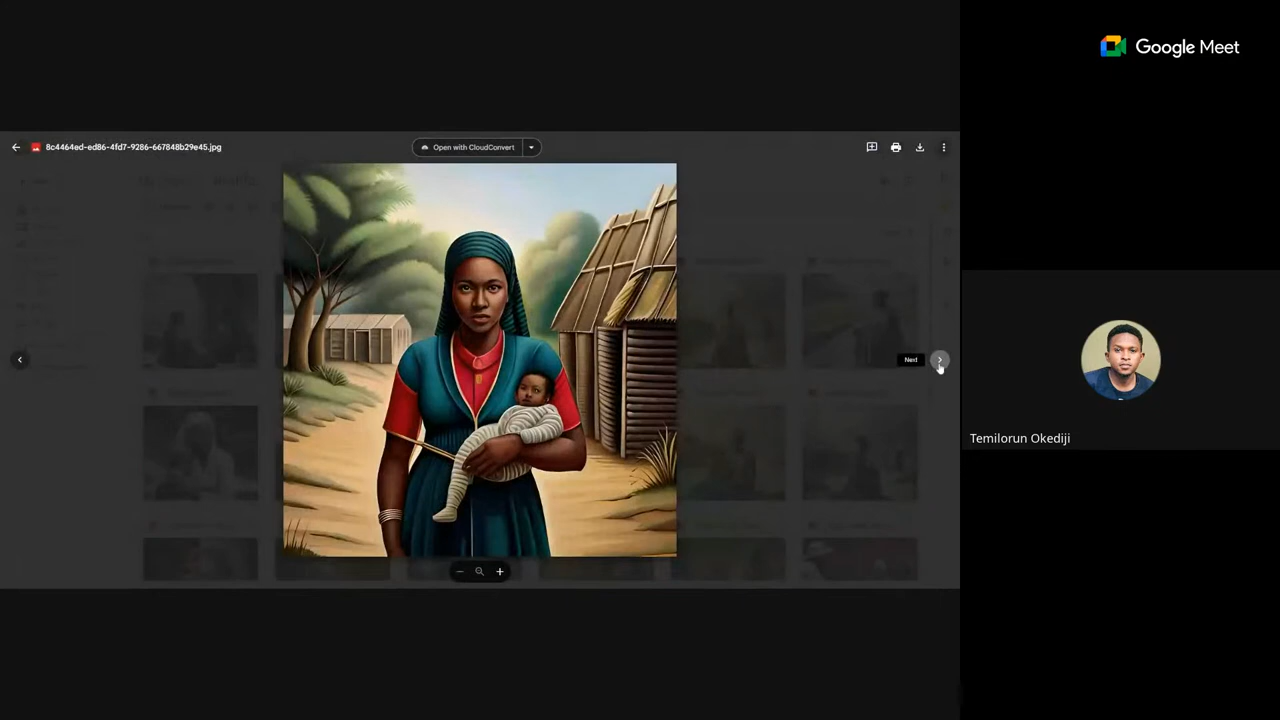 Google Meet
8c4464ed-ed86-4fd7-9286-667848b29e45.jpg
Open with CloudConvert
Next
Temilorun Okediji